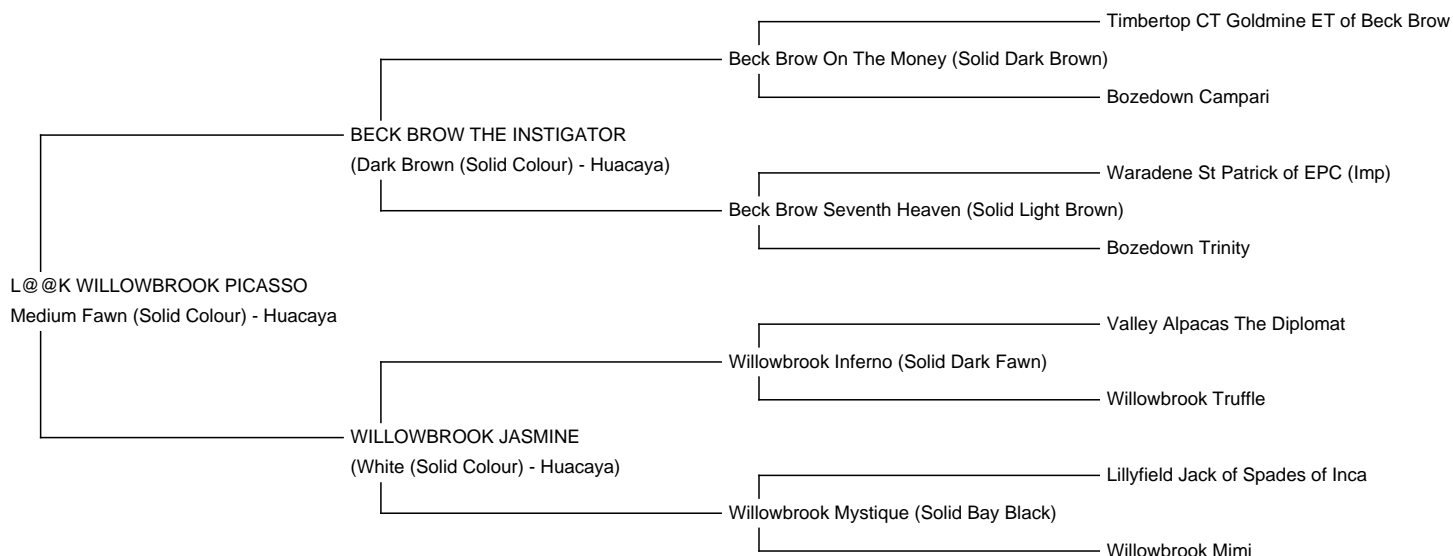 Timbertop CT Goldmine ET of Beck Brow
Beck Brow On The Money (Solid Dark Brown)
Bozedown Campari
BECK BROW THE INSTIGATOR
(Dark Brown (Solid Colour) - Huacaya)
Waradene St Patrick of EPC (Imp)
Beck Brow Seventh Heaven (Solid Light Brown)
Bozedown Trinity
L@@K WILLOWBROOK PICASSO
Medium Fawn (Solid Colour) - Huacaya
Valley Alpacas The Diplomat
Willowbrook Inferno (Solid Dark Fawn)
Willowbrook Truffle
WILLOWBROOK JASMINE
(White (Solid Colour) - Huacaya)
Lillyfield Jack of Spades of Inca
Willowbrook Mystique (Solid Bay Black)
Willowbrook Mimi